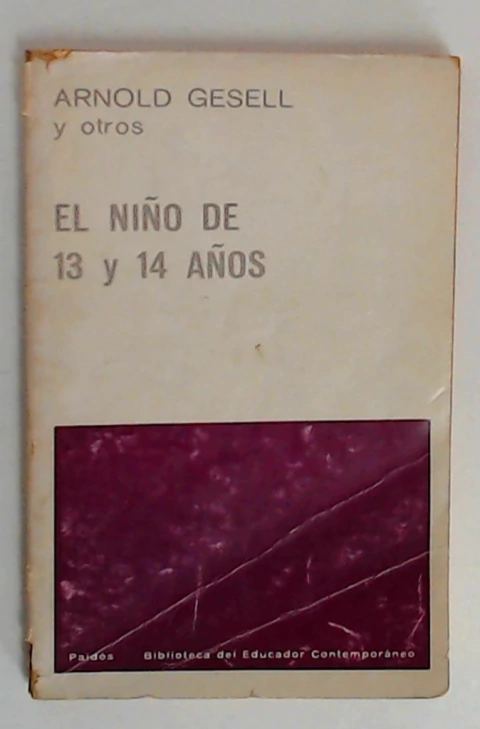 ARNOLD GESELL
y otros
EL NIÑO DE
13 y 14 AÑOS
Paidós Biblioteca del Educador Contemporáneo